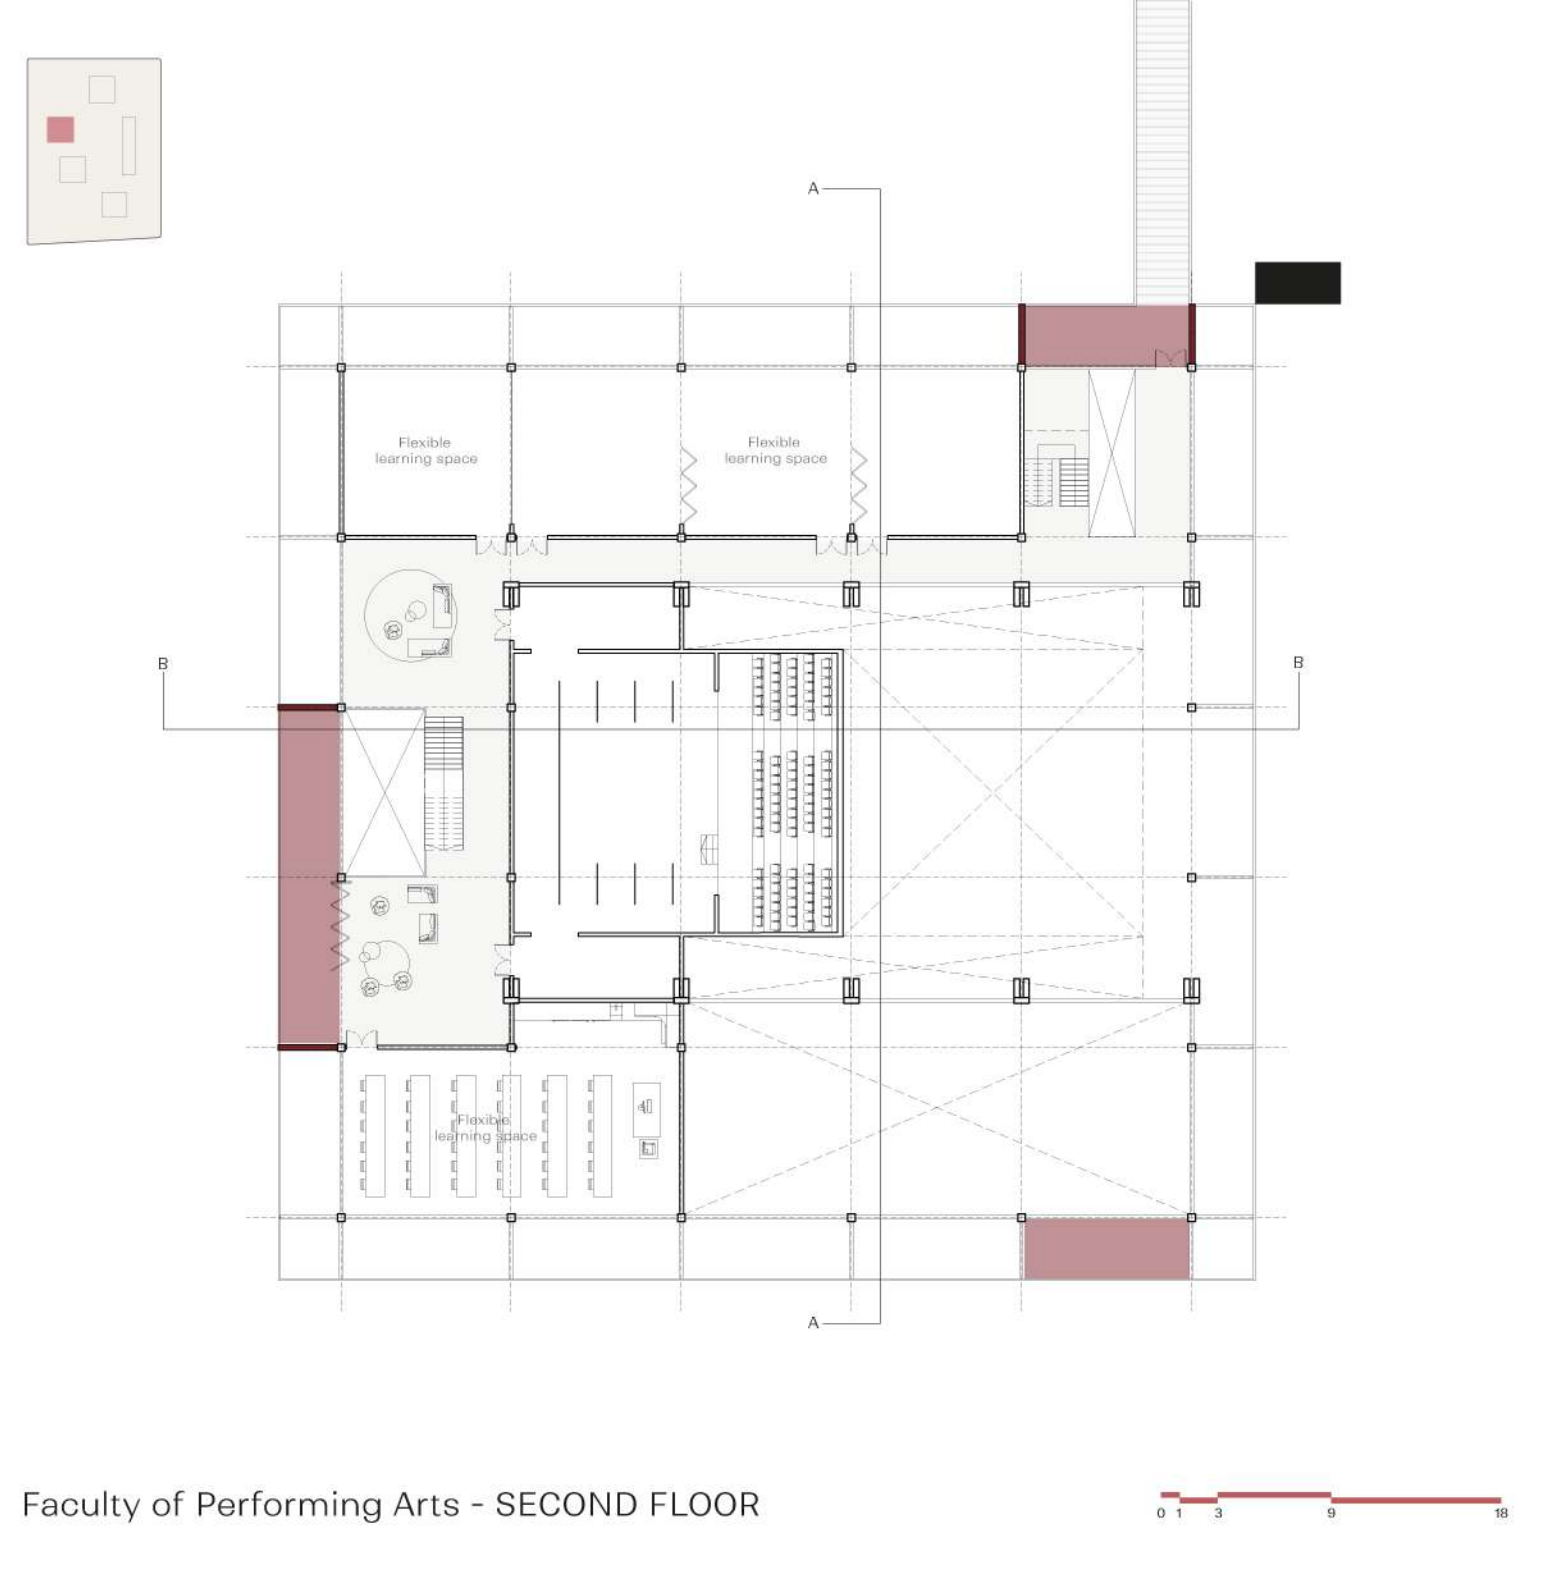 A
Flexible
learning space
Flexible
learning space
B
B
Flexible
learning space
A
Faculty of Performing Arts - SECOND FLOOR
0 1 3 9 18